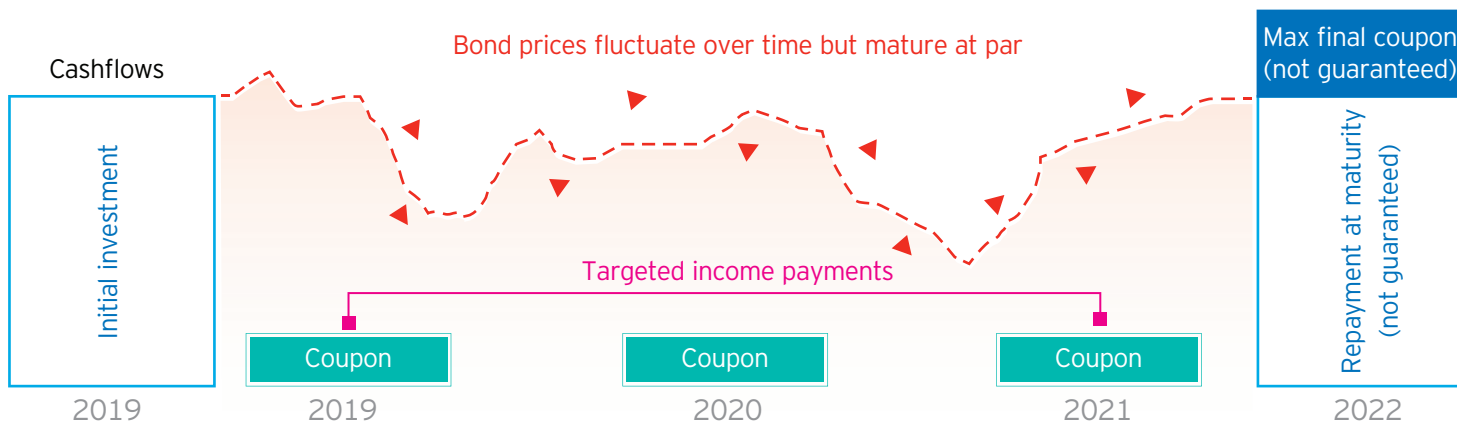 Bond prices fluctuate over time but mature at par
Max final coupon
(not guaranteed)
Cashflows
Initial investment
Repayment at maturity
(not guaranteed)
Targeted income payments
Coupon
Coupon
Coupon
2019
2019
2020
2021
2022